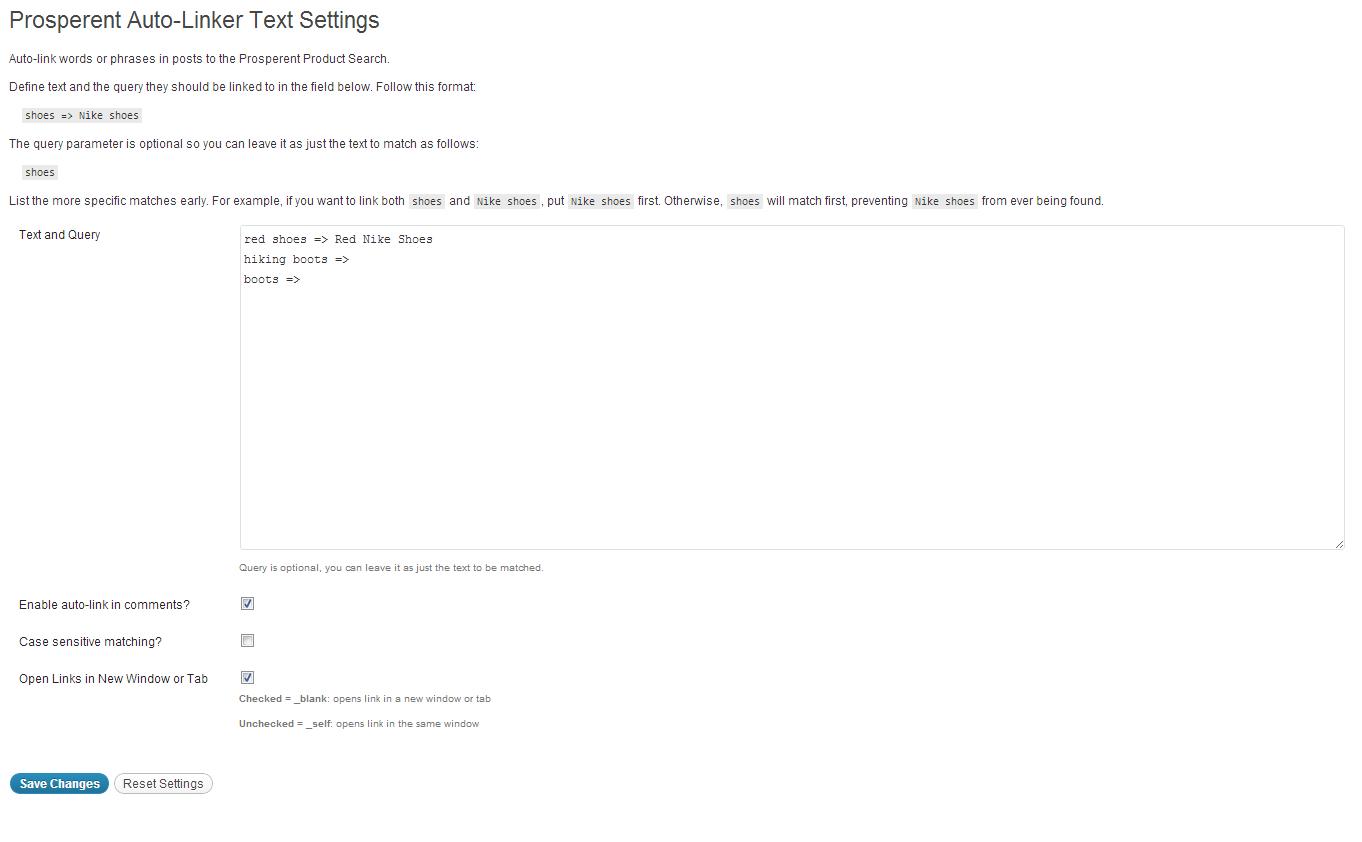 Prosperent Auto-Linker Text Settings
Auto-link words or phrases in posts to the Prosperent Product Search.
Define text and the query they should be linked to in the field below. Follow this format:
shoes => Nike shoes
The query parameter is optional so you can leave it as just the text to match as follows:
shoes
List the more specific matches early. For example, if you want to link both shoes and Nike shoes, put Nike shoes first. Otherwise, shoes will match first, preventing Nike shoes from ever being found.
Text and Query
red shoes => Red Nike Shoes
hiking boots =>
boots =>
Query is optional, you can leave it as just the text to be matched.
Enable auto-link in comments?
Case sensitive matching?
Open Links in New Window or Tab
Checked = _blank: opens link in a new window or tab
Unchecked = _self: opens link in the same window
Save Changes Reset Settings